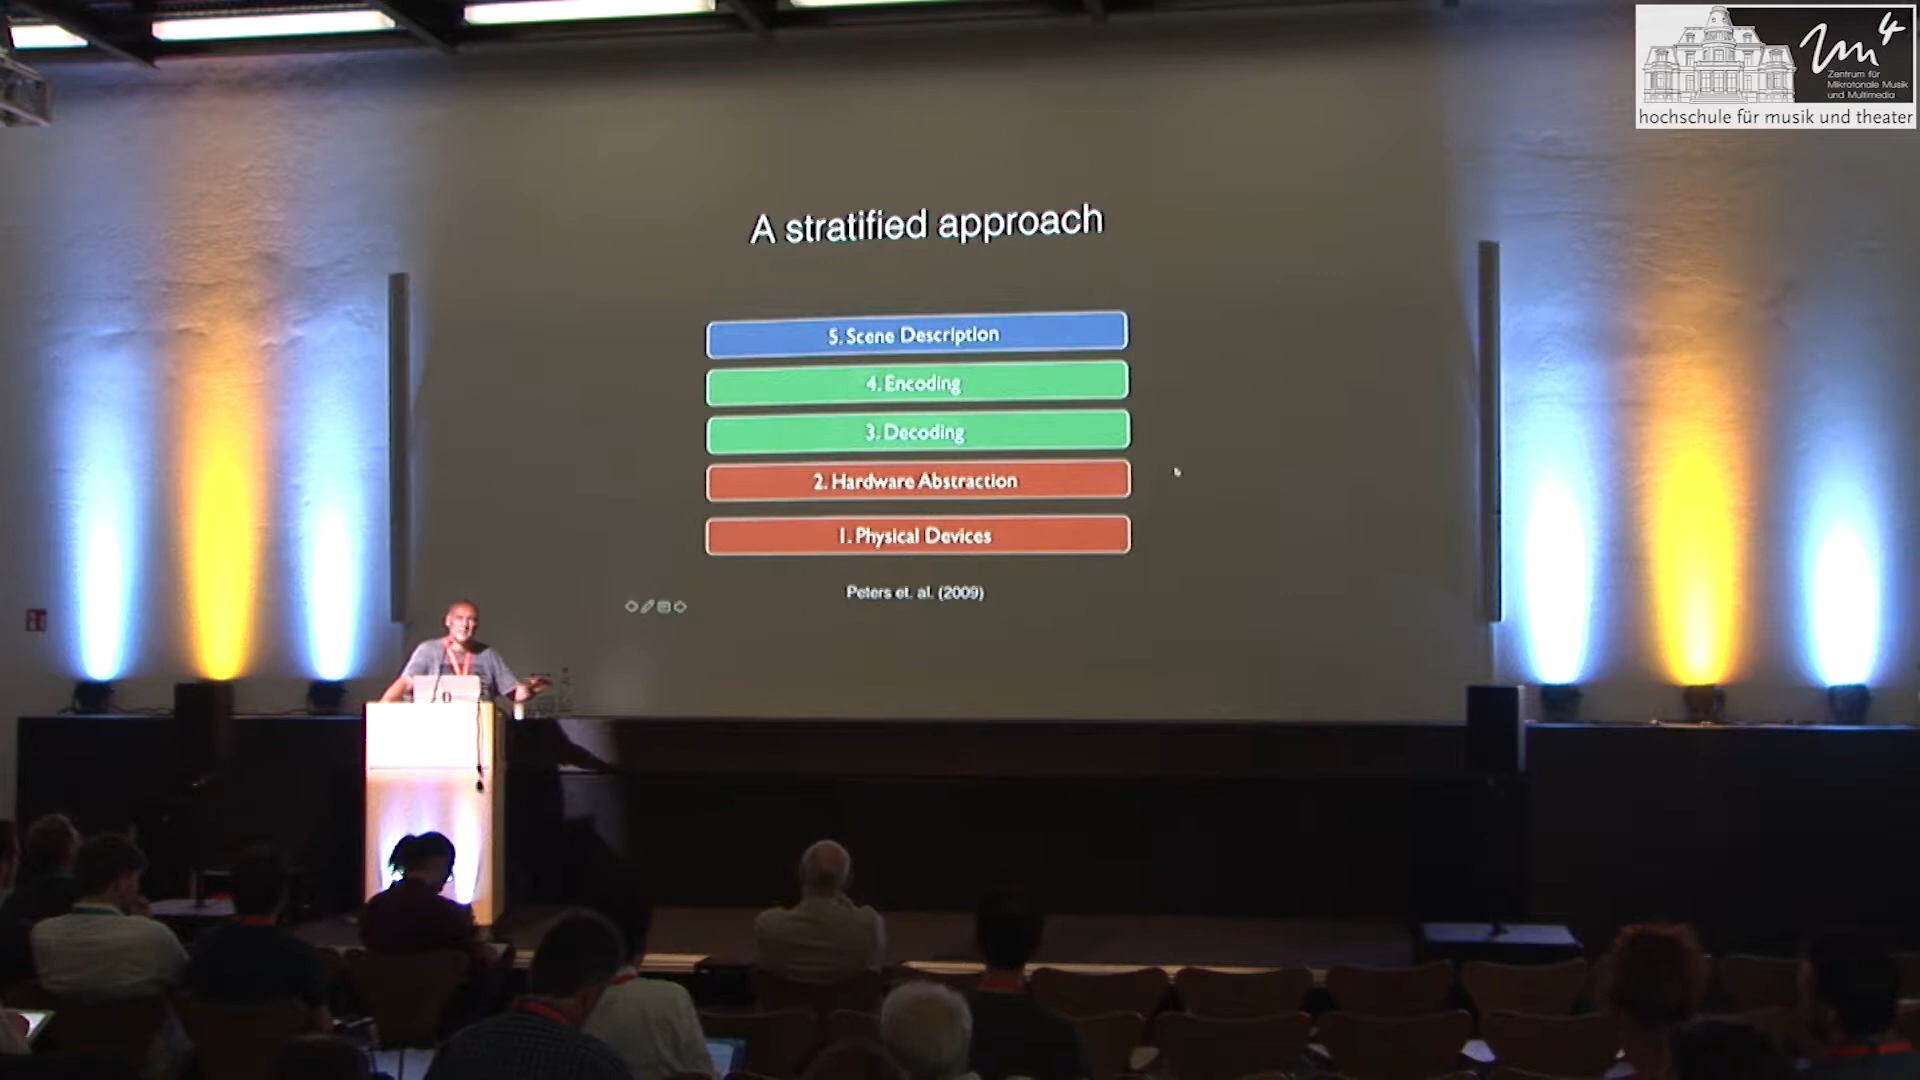 m4
Zentrum für
Mikrotonale Musik
und Multimedia
hochschule für musik und theater
A stratified approach
5. Scene Description
4. Encoding
3. Decoding
2. Hardware Abstraction
1. Physical Devices
Peters et. al. (2009)